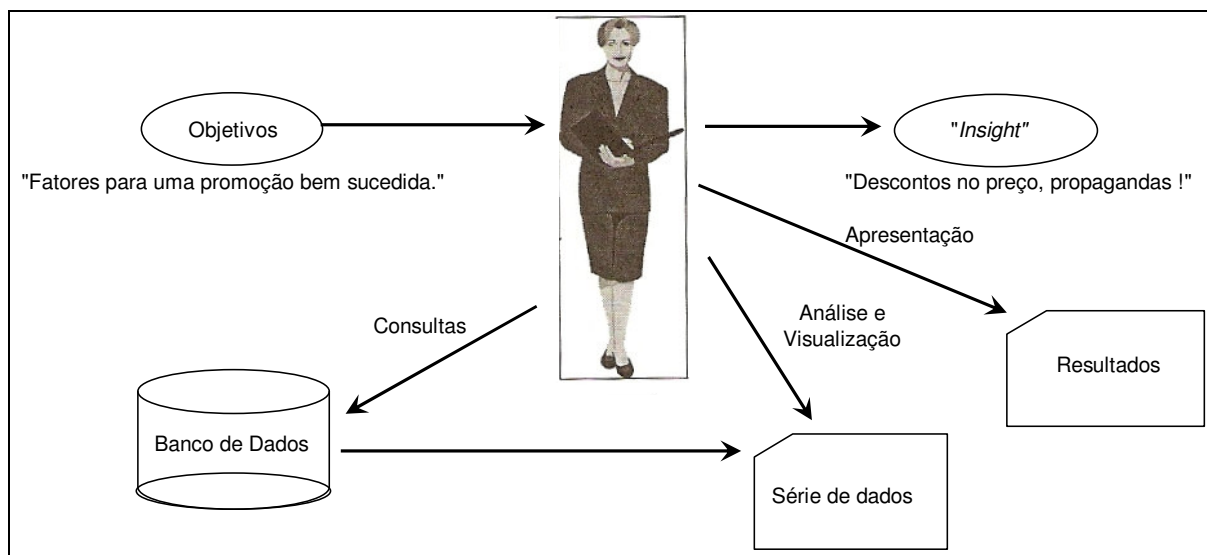 Objetivos
"Insight"
"Fatores para uma promoção bem sucedida."
"Descontos no preço, propagandas !"
Apresentação
Consultas
Análise e
Visualização
Resultados
Banco de Dados
Série de dados